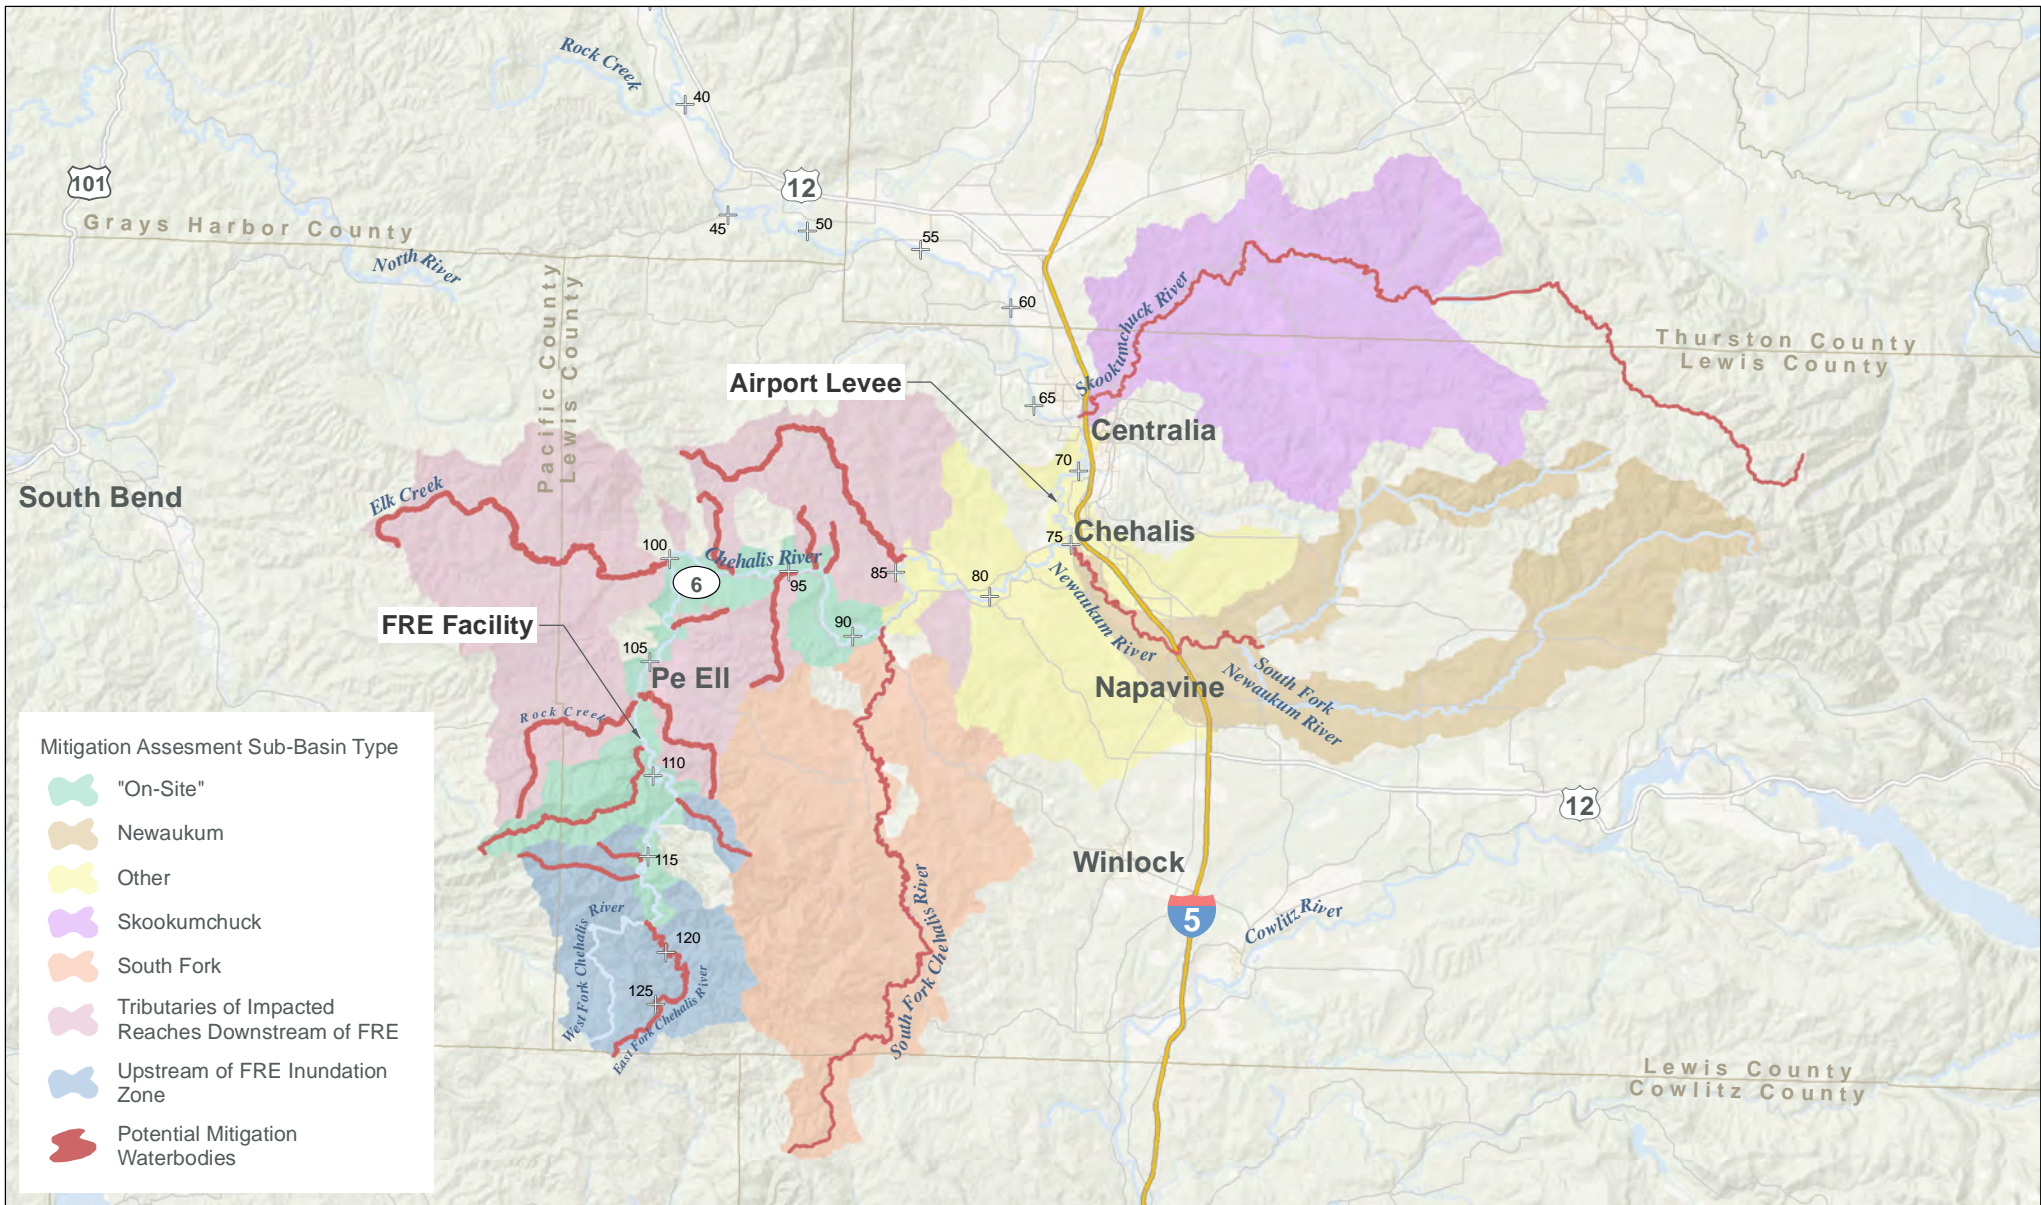 Rock Creek
40
101
12
Grays Harbor County
45
50
55
North River
Pacific County
Lewis County
60
Skookumchuck River
Thurston County
Lewis County
Airport Levee
65
Centralia
70
South Bend
Elk Creek
Chehalis
75
100
Chehalis River
6
95
85
80
Newaukum River
FRE Facility
90
105
Pe Ell
Napavine
South Fork
Newaukum River
Rock Creek
110
12
115
Winlock
5
Cowlitz River
West Fork Chehalis River
120
125
East Fork Chehalis River
South Fork Chehalis River
Lewis County
Cowlitz County
Mitigation Assesment Sub-Basin Type
"On-Site"
Newaukum
Other
Skookumchuck
South Fork
Tributaries of Impacted
Reaches Downstream of FRE
Upstream of FRE Inundation
Zone
Potential Mitigation
Waterbodies